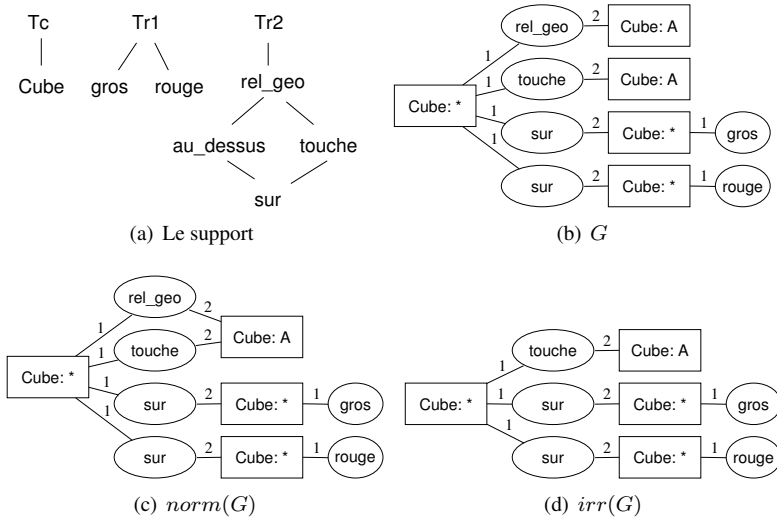 Tc Tr1 Tr2
Cube gros rouge rel_geo
au_dessus touche
sur
(a) Le support
rel_geo 2 Cube: A
1
touche 2 Cube: A
1
Cube: *
1
sur 2 Cube: * 1 gros
1
sur 2 Cube: * 1 rouge
(b) G
rel_geo 2
1
Cube: A
touche 2
1
Cube: *
1
sur 2 Cube: * 1 gros
1
sur 2 Cube: * 1 rouge
(c) norm(G)
touche 2 Cube: A
1
Cube: * 1 sur 2 Cube: * 1 gros
1
sur 2 Cube: * 1 rouge
(d) irr(G)